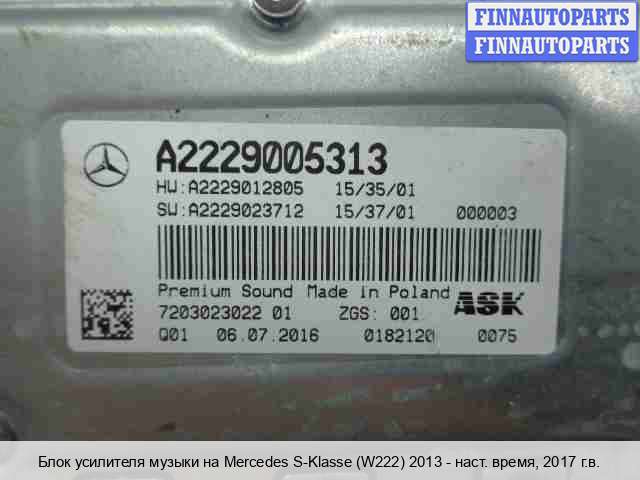 FINNAUTOPARTS
FINNAUTOPARTS
A2229005313
HW:A2229012805 15/35/01
SW:A2229023712 15/37/01 000003
Premium Sound Made in Poland ASK
7203023022 01 ZGS: 001
Q01 06.07.2016 0182120 0075
Блок усилителя музыки на Mercedes S-Klasse (W222) 2013 - наст. время, 2017 г.в.